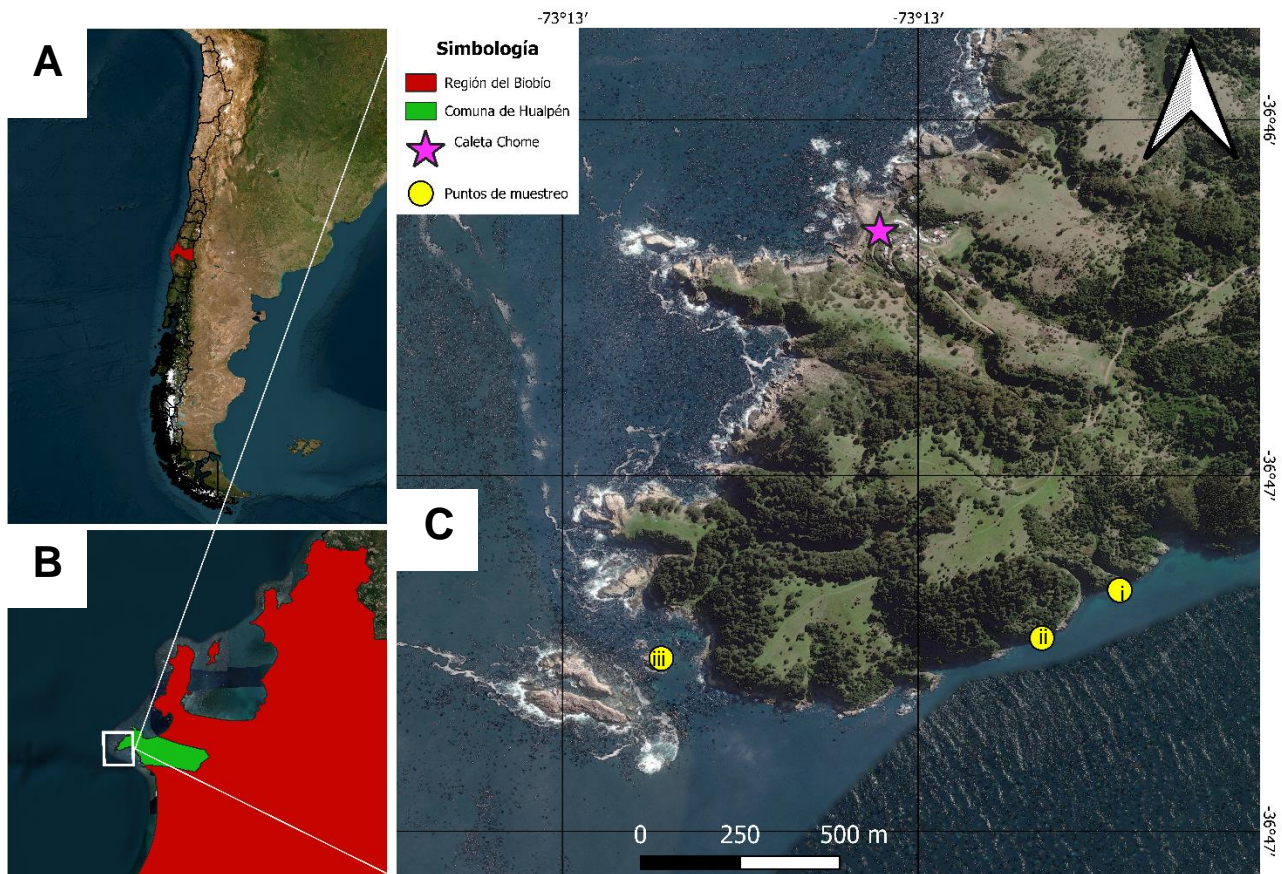 A
-73°13'
-73°13'
Simbología
Región del Biobío
Comuna de Hualpén
Caleta Chome
Puntos de muestreo
-36°46'
-36°47'
-36°47'
B
C
i
ii
iii
0 250 500 m